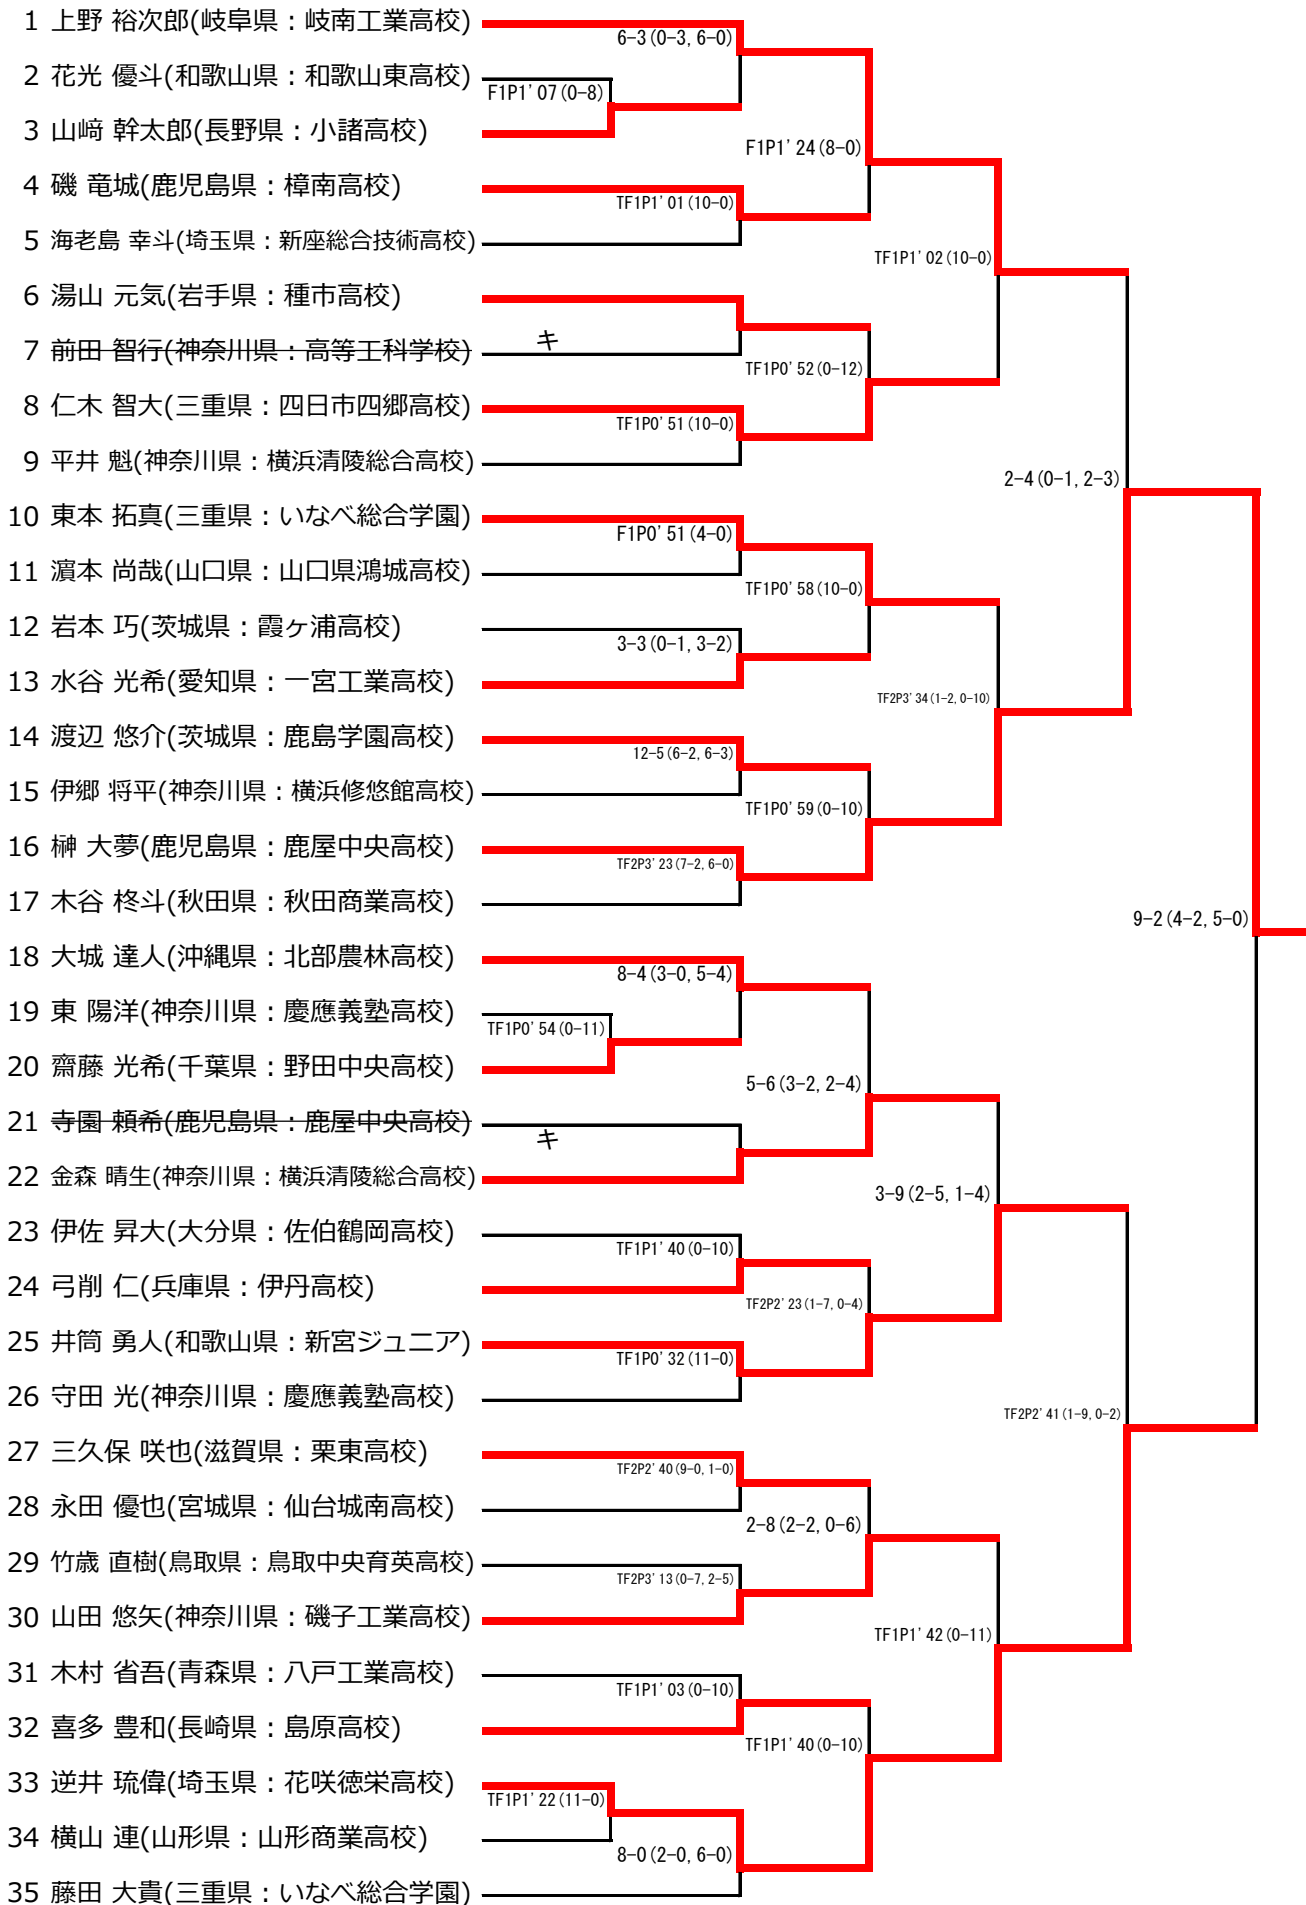 1 上野 裕次郎(岐阜県：岐南工業高校)
6-3(0-3, 6-0)
2 花光 優斗(和歌山県：和歌山東高校)
F1P1'07(0-8)
3 山﨑 幹太郎(長野県：小諸高校)
F1P1'24(8-0)
4 磯 竜城(鹿児島県：樟南高校)
TF1P1'01(10-0)
5 海老島 幸斗(埼玉県：新座総合技術高校)
TF1P1'02(10-0)
6 湯山 元気(岩手県：種市高校)
7 前田 智行(神奈川県：高等工科学校)
キ
TF1P0'52(0-12)
8 仁木 智大(三重県：四日市四郷高校)
TF1P0'51(10-0)
9 平井 魁(神奈川県：横浜清陵総合高校)
2-4(0-1, 2-3)
10 東本 拓真(三重県：いなべ総合学園)
F1P0'51(4-0)
11 濵本 尚哉(山口県：山口県鴻城高校)
TF1P0'58(10-0)
12 岩本 巧(茨城県：霞ヶ浦高校)
3-3(0-1, 3-2)
13 水谷 光希(愛知県：一宮工業高校)
TF2P3'34(1-2, 0-10)
14 渡辺 悠介(茨城県：鹿島学園高校)
12-5(6-2, 6-3)
15 伊郷 将平(神奈川県：横浜修悠館高校)
TF1P0'59(0-10)
16 榊 大夢(鹿児島県：鹿屋中央高校)
TF2P3'23(7-2, 6-0)
17 木谷 柊斗(秋田県：秋田商業高校)
9-2(4-2, 5-0)
18 大城 達人(沖縄県：北部農林高校)
8-4(3-0, 5-4)
19 東 陽洋(神奈川県：慶應義塾高校)
TF1P0'54(0-11)
20 齋藤 光希(千葉県：野田中央高校)
5-6(3-2, 2-4)
21 寺園 頼希(鹿児島県：鹿屋中央高校)
キ
22 金森 晴生(神奈川県：横浜清陵総合高校)
3-9(2-5, 1-4)
23 伊佐 昇大(大分県：佐伯鶴岡高校)
TF1P1'40(0-10)
24 弓削 仁(兵庫県：伊丹高校)
TF2P2'23(1-7, 0-4)
25 井筒 勇人(和歌山県：新宮ジュニア)
TF1P0'32(11-0)
26 守田 光(神奈川県：慶應義塾高校)
TF2P2'41(1-9, 0-2)
27 三久保 咲也(滋賀県：栗東高校)
TF2P2'40(9-0, 1-0)
28 永田 優也(宮城県：仙台城南高校)
2-8(2-2, 0-6)
29 竹歳 直樹(鳥取県：鳥取中央育英高校)
TF2P3'13(0-7, 2-5)
30 山田 悠矢(神奈川県：磯子工業高校)
TF1P1'42(0-11)
31 木村 省吾(青森県：八戸工業高校)
TF1P1'03(0-10)
32 喜多 豊和(長崎県：島原高校)
TF1P1'40(0-10)
33 逆井 琉偉(埼玉県：花咲徳栄高校)
TF1P1'22(11-0)
34 横山 連(山形県：山形商業高校)
8-0(2-0, 6-0)
35 藤田 大貴(三重県：いなべ総合学園)